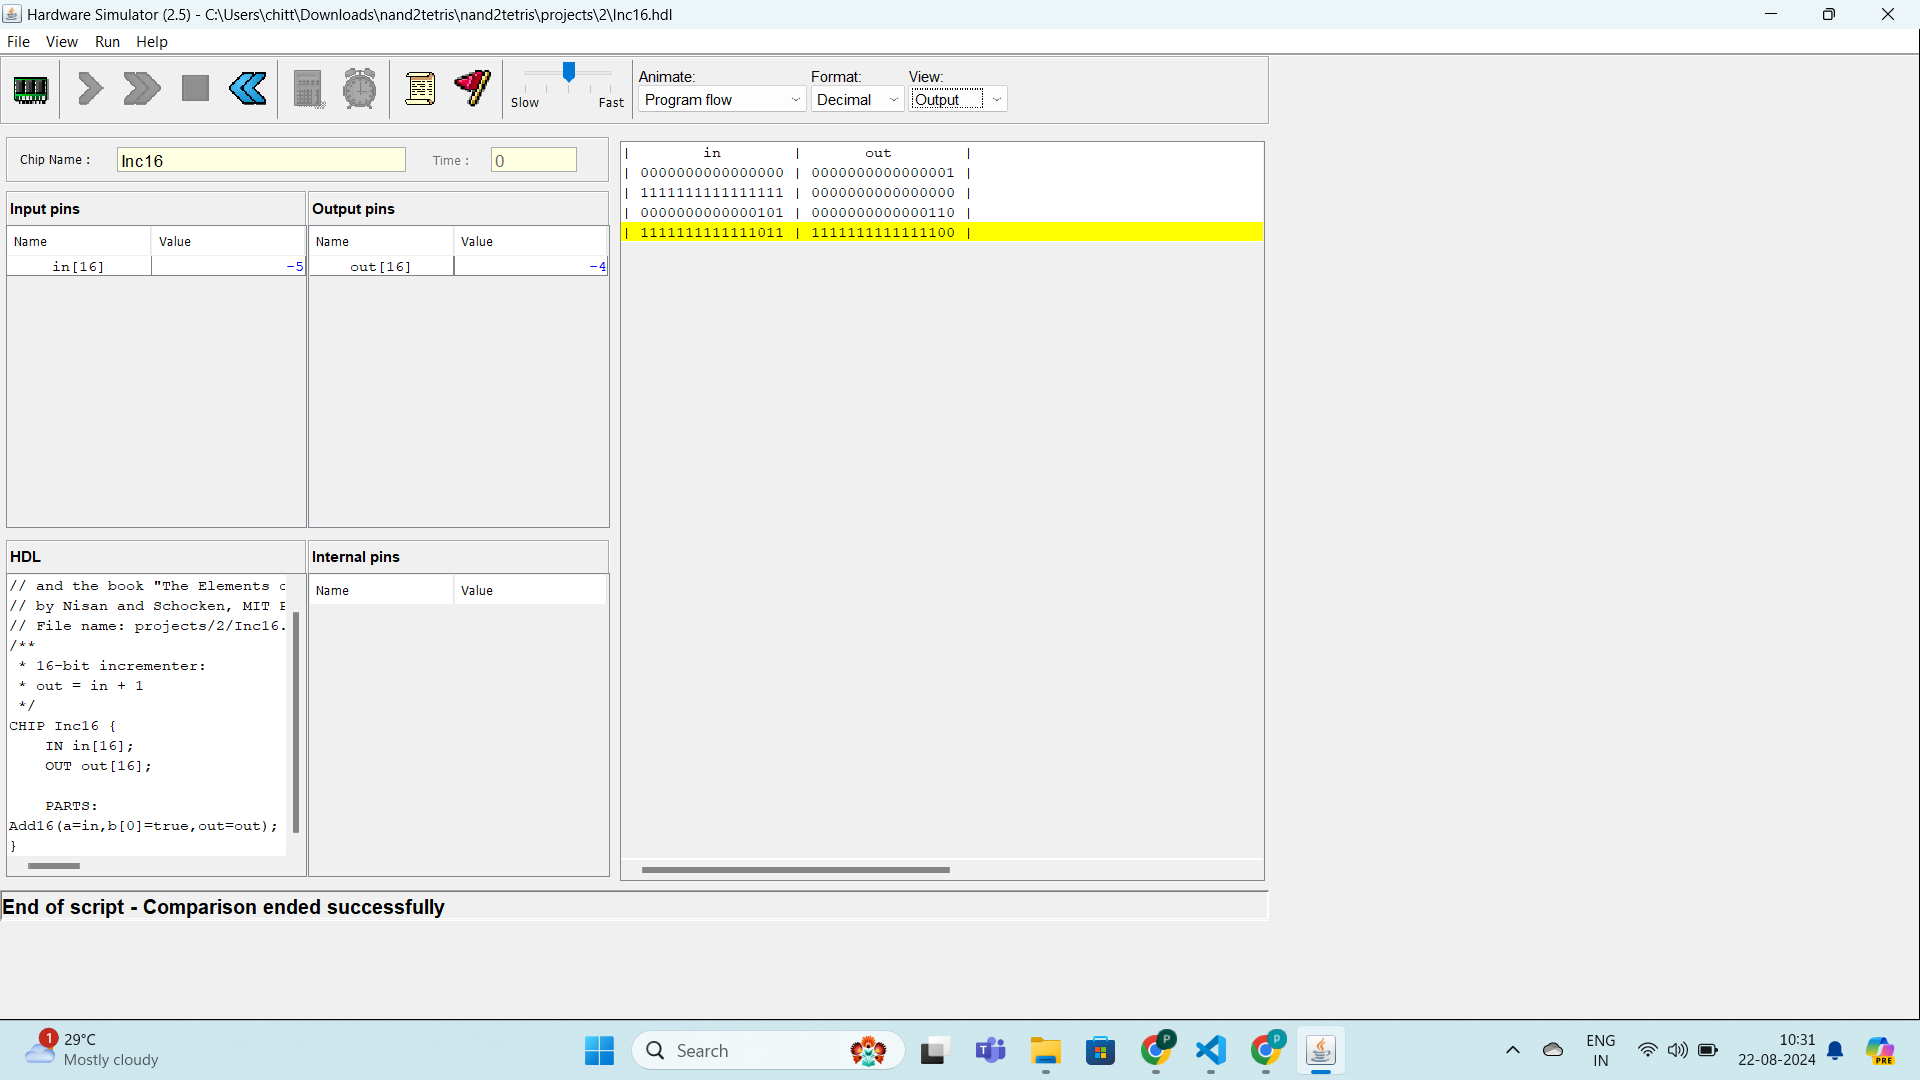 Hardware Simulator (2.5) - C:\Users\chitt\Downloads\nand2tetris\nand2tetris\projects\2\Inc16.hdl
File View Run Help
Slow Fast
Animate: Format: View:
Program flow Decimal Output
Chip Name : Inc16 Time : 0
Input pins Output pins
Name Value Name Value
in[16] -5 out[16] -4
| in | out |
| 0000000000000000 | 0000000000000001 |
| 1111111111111111 | 0000000000000000 |
| 0000000000000101 | 0000000000000110 |
| 1111111111111011 | 1111111111111100 |
HDL Internal pins
Name Value
// and the book "The Elements
// by Nisan and Schocken, MIT
// File name: projects/2/Inc16.
/**
* 16-bit incrementer:
* out = in + 1
*/
CHIP Inc16 {
IN in[16];
OUT out[16];
PARTS:
Add16(a=in,b[0]=true,out=out);
}
End of script - Comparison ended successfully
1
29°C
Mostly cloudy
Search
P
P
ENG
IN
10:31
22-08-2024
PRE